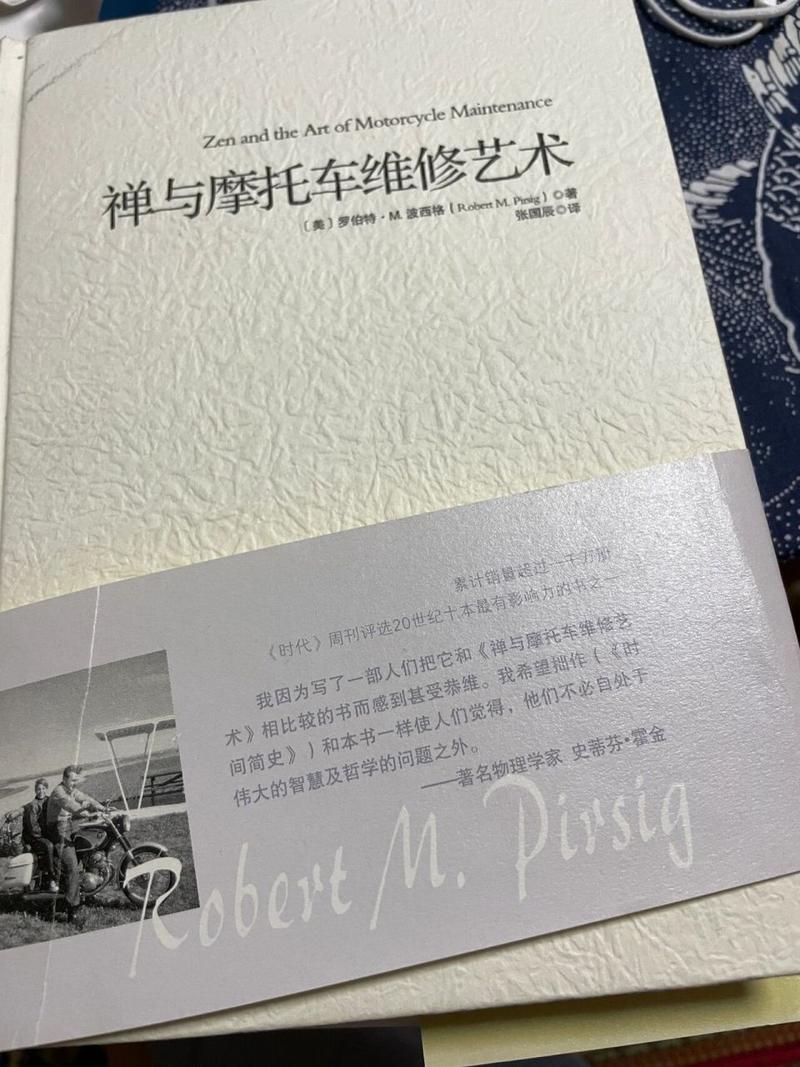 Zen and the Art of Motorcycle Maintenance
禅与摩托车维修艺术
〔美〕罗伯特·M. 波西格（Robert M. Pirsig）◎著
张国辰◎译
累计销量超过一千万册
《时代》周刊评选20世纪十本最有影响力的书之一
我因为写了一部人们把它和《禅与摩托车维修艺
术》相比较的书而感到甚受恭维。我希望拙作（《时
间简史》）和本书一样使人们觉得，他们不必自处于
伟大的智慧及哲学的问题之外。
——著名物理学家 史蒂芬·霍金
Robert M. Pirsig